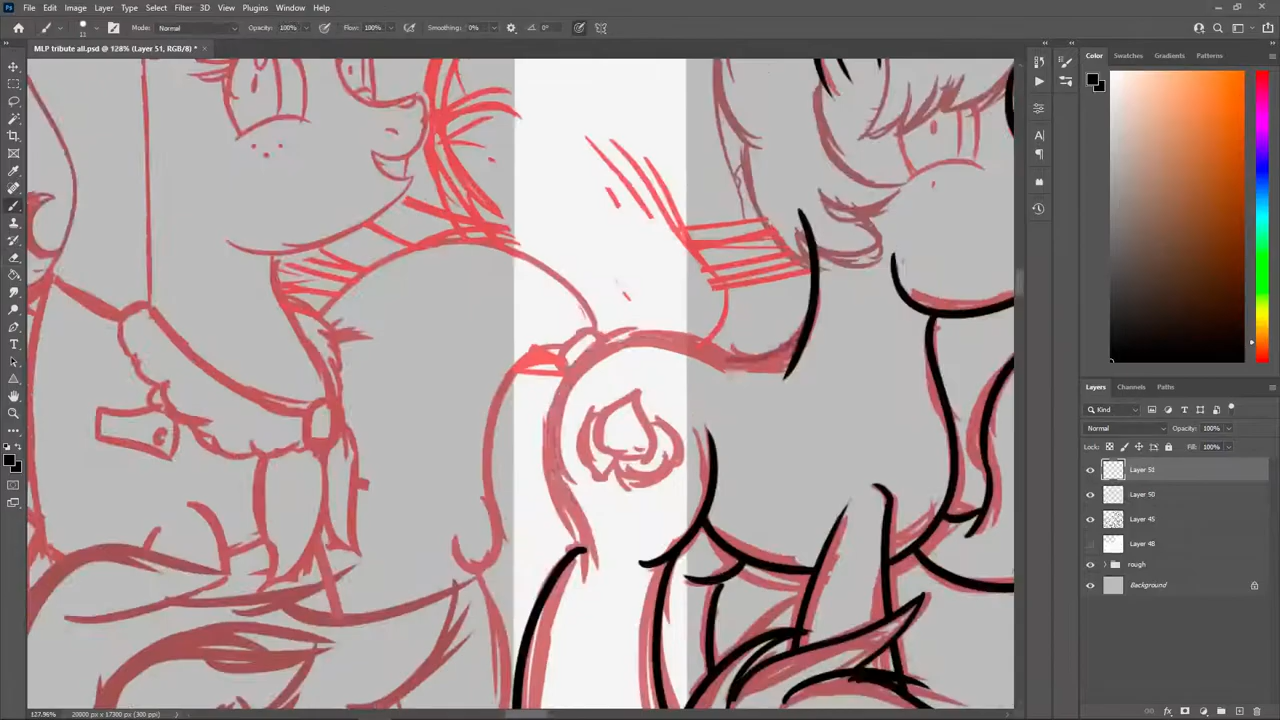 File Edit Image Layer Type Select Filter 3D View Plugins Window Help
Mode: Normal Opacity: 100% Flow: 100% Smoothing: 0% 0°
MLP tribute all.psd @ 128% (Layer 51, RGB/8) *
Color Swatches Gradients Patterns
Layers Channels Paths
Kind
Normal Opacity: 100%
Lock: Fill: 100%
Layer 51
Layer 50
Layer 45
Layer 48
rough
Background
127.96% 20000 px x 17300 px (300 ppi)